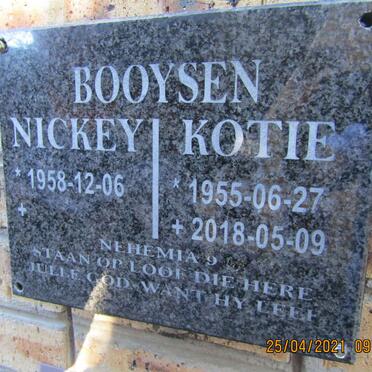 BOOYSEN
NICKEY KOTIE
* 1958-12-06 * 1955-06-27
+ + 2018-05-09
NEHEMIA 9
STAAN OP LOOF DIE HERE
JULLE GOD, WANT HY LEEF
25/04/2021 09